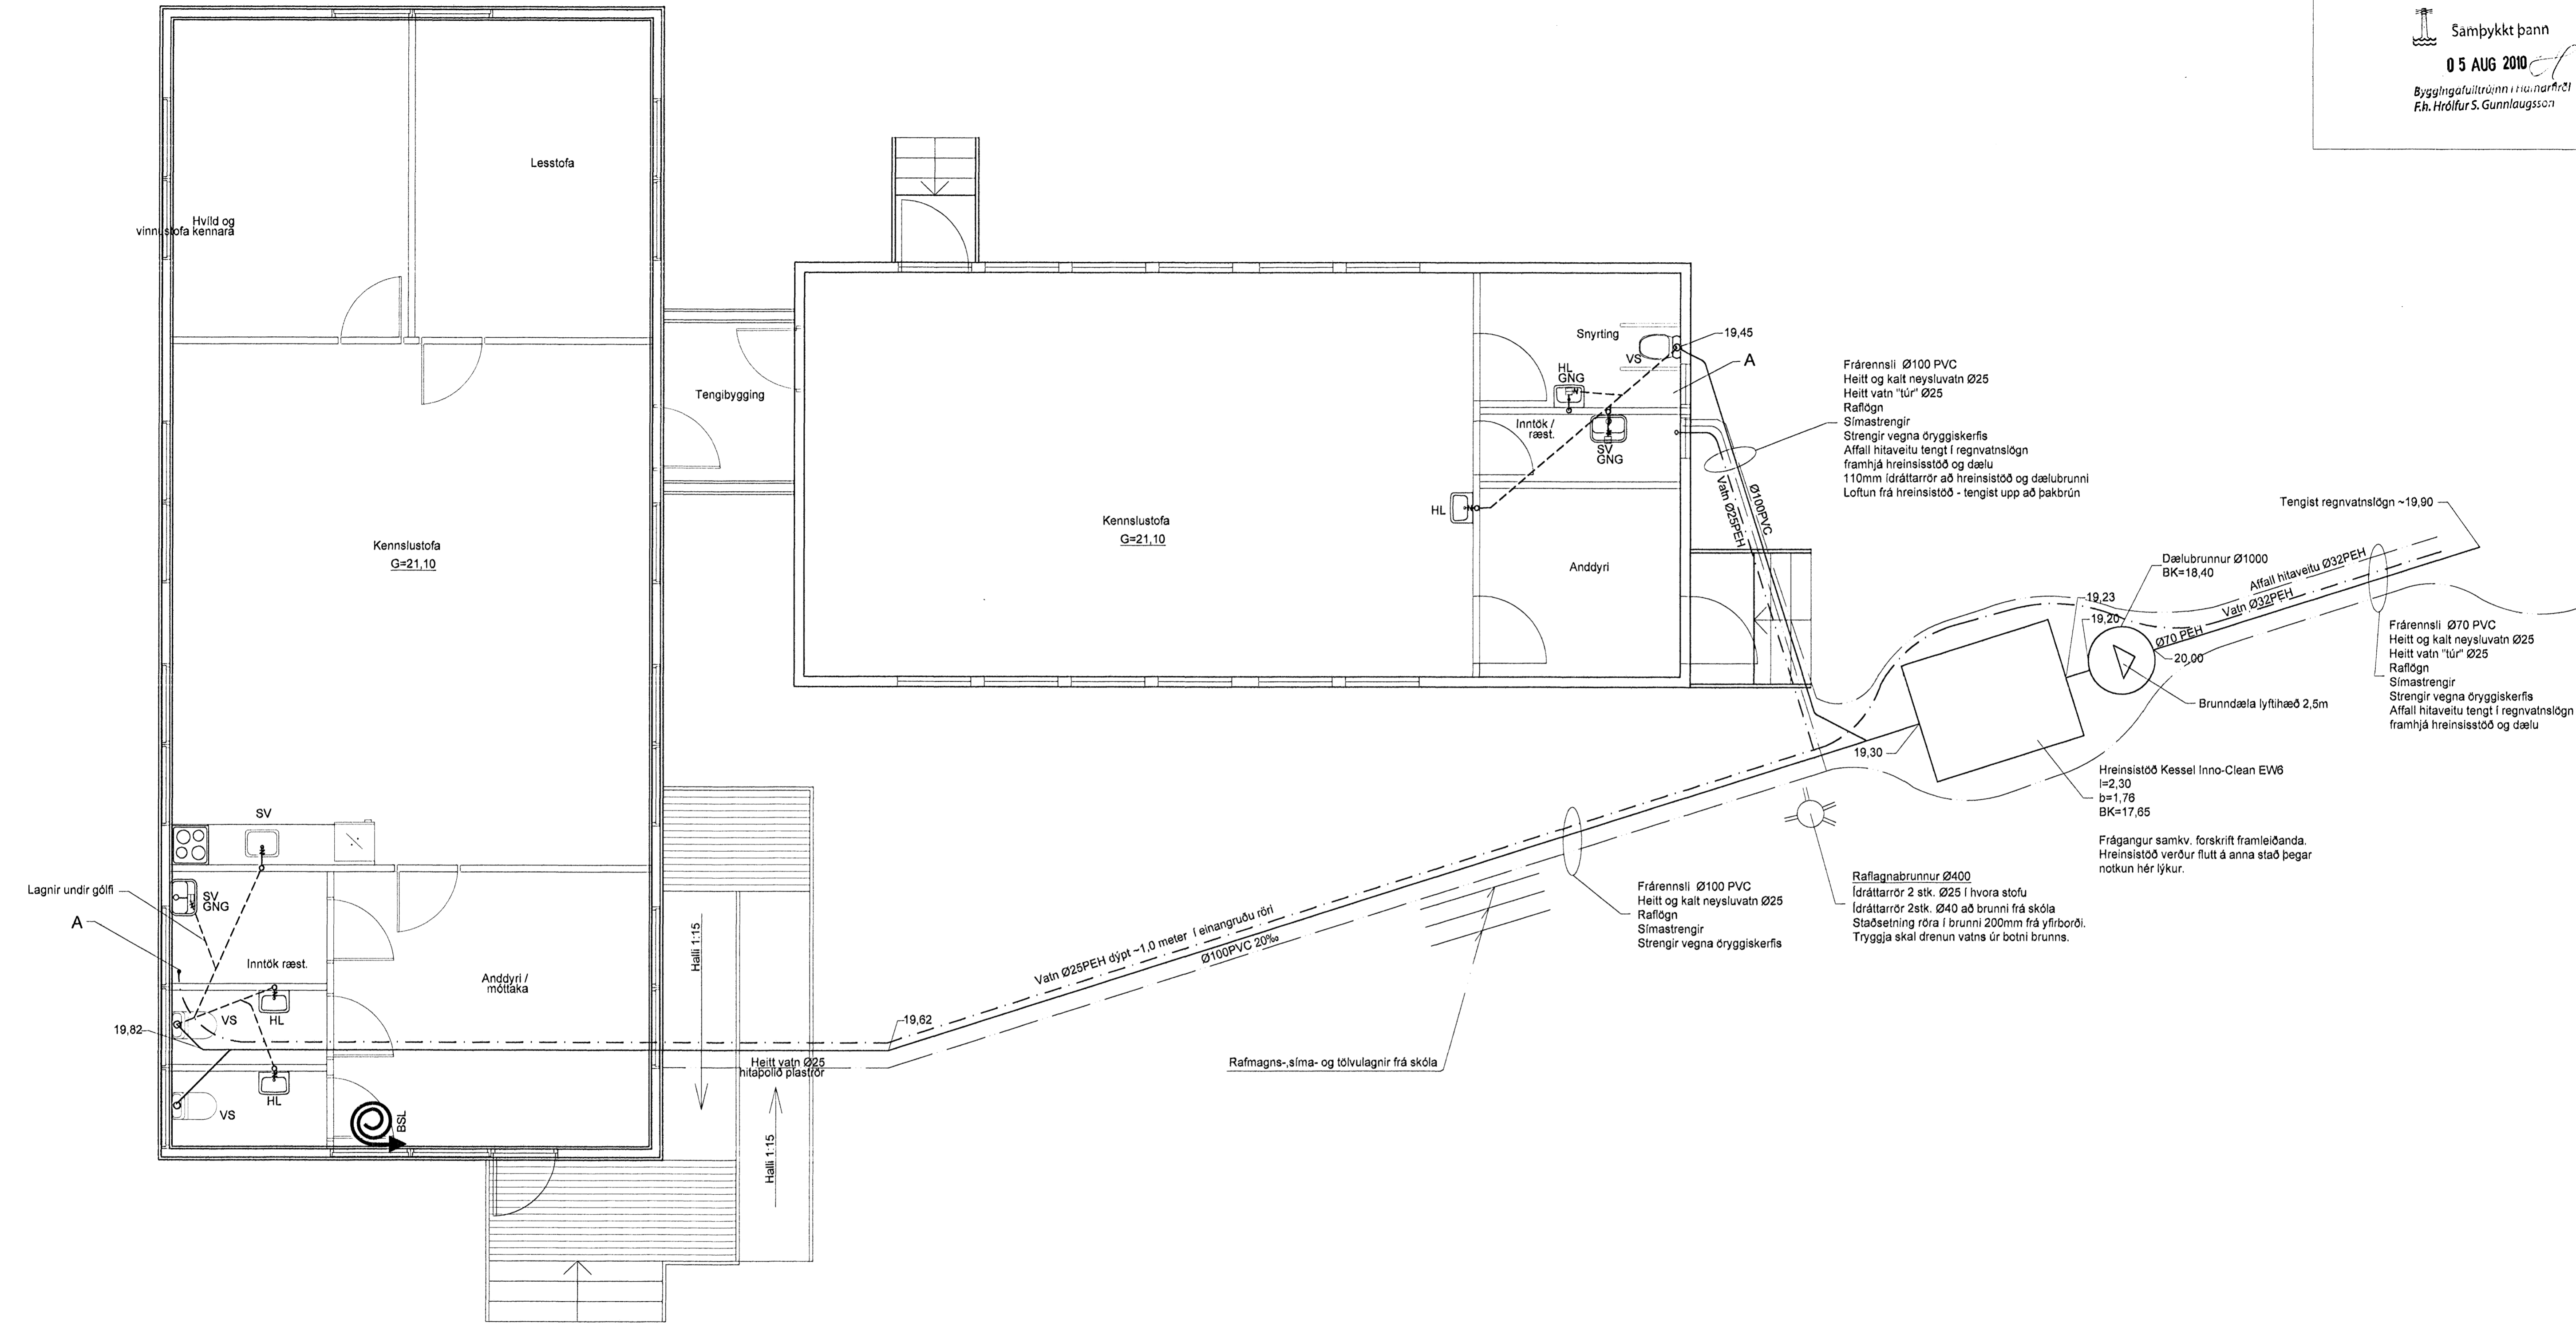 Samþykkt þann
05 AUG 2010
F.h. Hrólfur S. Gunnlaugsson
Lesstofa
Hvíld og
vinnustofa kennara
Tengibygging
Kennslustofa
G=21,10
SV
Lagnir undir gólfi
A
SV
GNG
Inntök ræst.
Anddyri /
móttaka
VS
HL
19,82
VS
HL
BSL
Halli 1:15
Halli 1:15
Heitt vatn Ø25
hitaþolið plaströr
19,62
Vatn Ø25PEH dýpt ~1,0 meter í einangruðu röri
Ø100PVC 20‰
Rafmagns-,síma- og tölvulagnir frá skóla
Kennslustofa
G=21,10
Snyrting
VS
19,45
A
HL
GNG
Inntök /
ræst.
SV
GNG
HL
Anddyri
Vatn Ø25PEH
Ø100PVC
Frárennsli Ø100 PVC
Heitt og kalt neysluvatn Ø25
Heitt vatn "túr" Ø25
Raflögn
Símastrengir
Strengir vegna öryggiskerfis
Affall hitaveitu tengt í regnvatnslögn
framhjá hreinsisstöð og dælu
110mm ídráttarrör að hreinsistöð og dælubrunni
Loftun frá hreinsistöð - tengist upp að þakbrún
Tengist regnvatnslögn ~19,90
Dælubrunnur Ø1000
BK=18,40
Affall hitaveitu Ø32PEH
Vatn Ø32PEH
19,23
19,20
Ø70 PEH
20,00
Brunndæla lyftihæð 2,5m
Frárennsli Ø70 PVC
Heitt og kalt neysluvatn Ø25
Heitt vatn "túr" Ø25
Raflögn
Símastrengir
Strengir vegna öryggiskerfis
Affall hitaveitu tengt í regnvatnslögn
framhjá hreinsisstöð og dælu
19,30
Hreinsistöð Kessel Inno-Clean EW6
l=2,30
b=1,76
BK=17,65
Frágangur samkv. forskrift framleiðanda.
Hreinsistöð verður flutt á anna stað þegar
notkun hér lýkur.
Raflagnabrunnur Ø400
Ídráttarrör 2 stk. Ø25 í hvora stofu
Ídráttarrör 2stk. Ø40 að brunni frá skóla
Staðsetning röra í brunni 200mm frá yfirborði.
Tryggja skal drenun vatns úr botni brunns.
Frárennsli Ø100 PVC
Heitt og kalt neysluvatn Ø25
Raflögn
Símastrengir
Strengir vegna öryggiskerfis